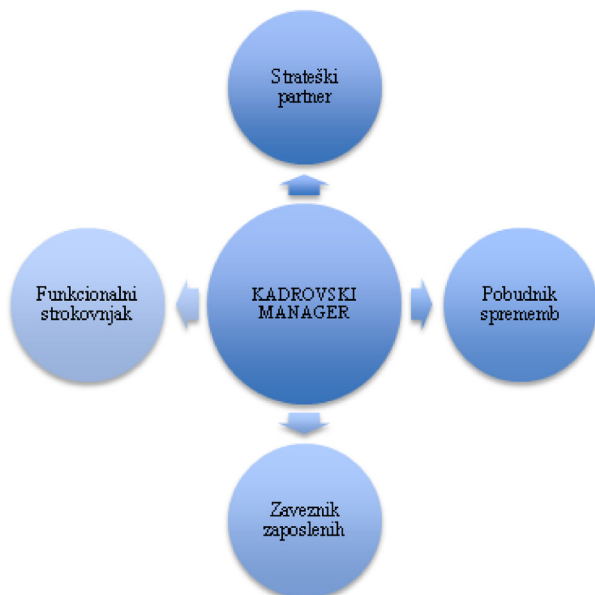 Strateški
partner
Funkcionalni
strokovnjak
KADROVSKI
MANAGER
Pobudnik
sprememb
Zaveznik
zaposlenih